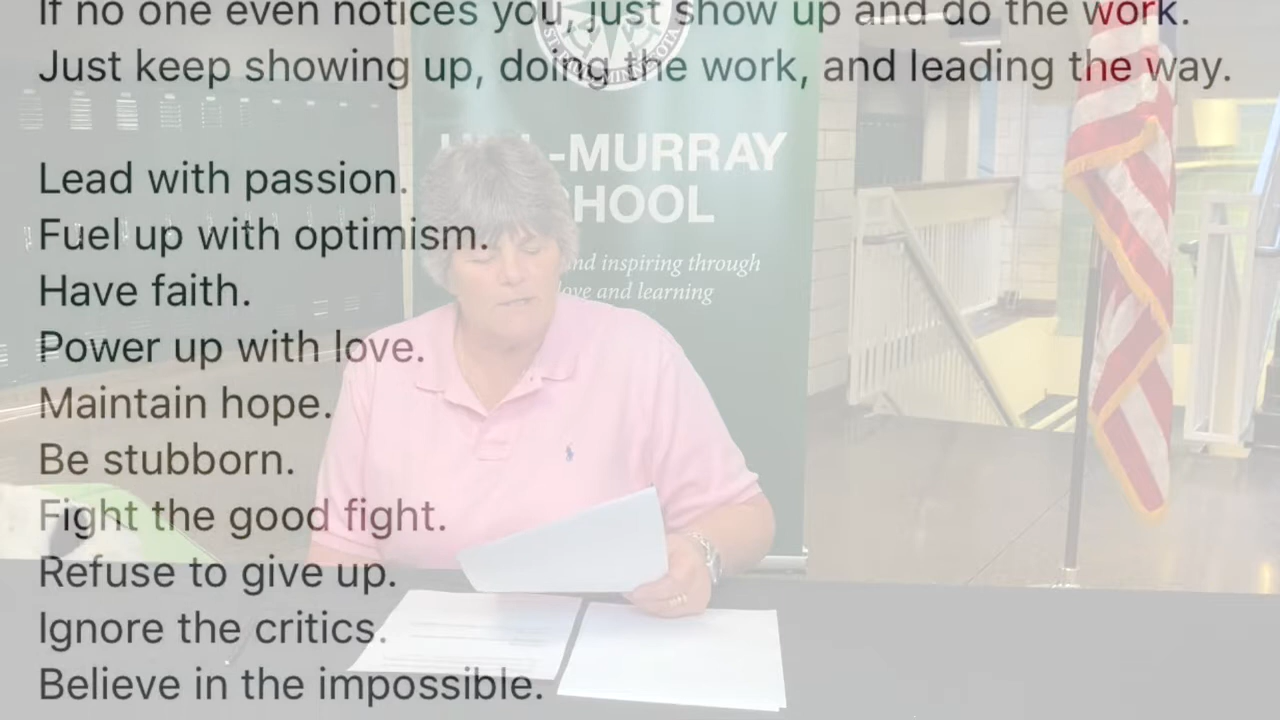 If no one even notices you, just show up and do the work.
Just keep showing up, doing the work, and leading the way.
Lead with passion.
Fuel up with optimism.
Have faith.
Power up with love.
Maintain hope.
Be stubborn.
Fight the good fight.
Refuse to give up.
Ignore the critics.
Believe in the impossible.
-MURRAY
inspiring through
love and learning